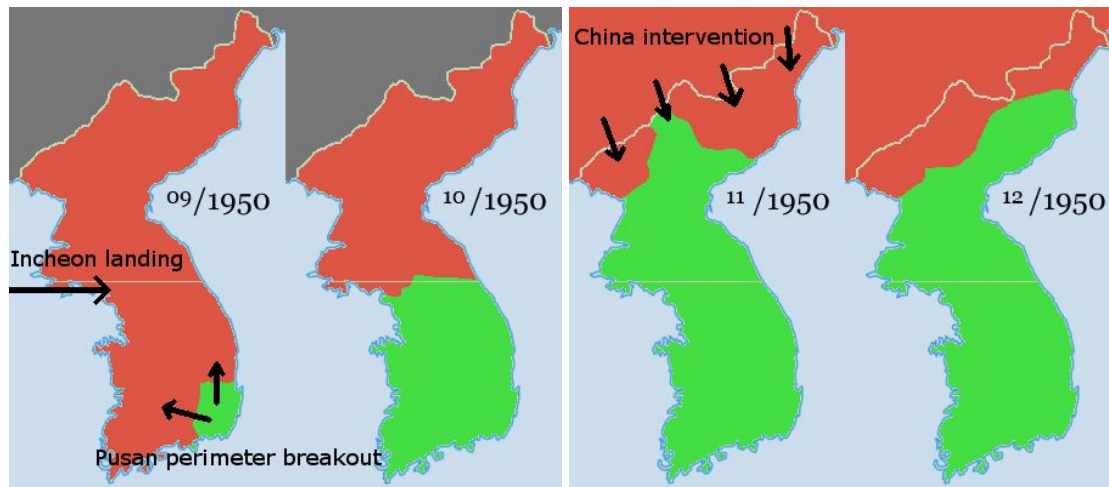 China intervention
09/1950
10/1950
11/1950
12/1950
Incheon landing
Pusan perimeter breakout